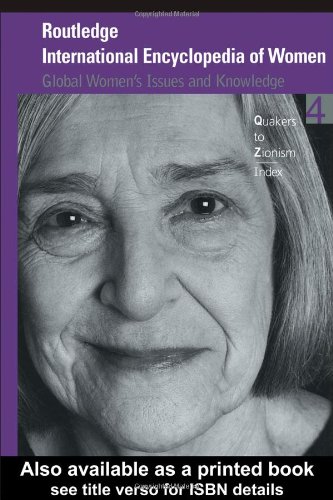 Routledge
International Encyclopedia of Women
Global Women's Issues and Knowledge
4
Quakers
to
Zionism
Index
Also available as a printed book
see title verso for ISBN details